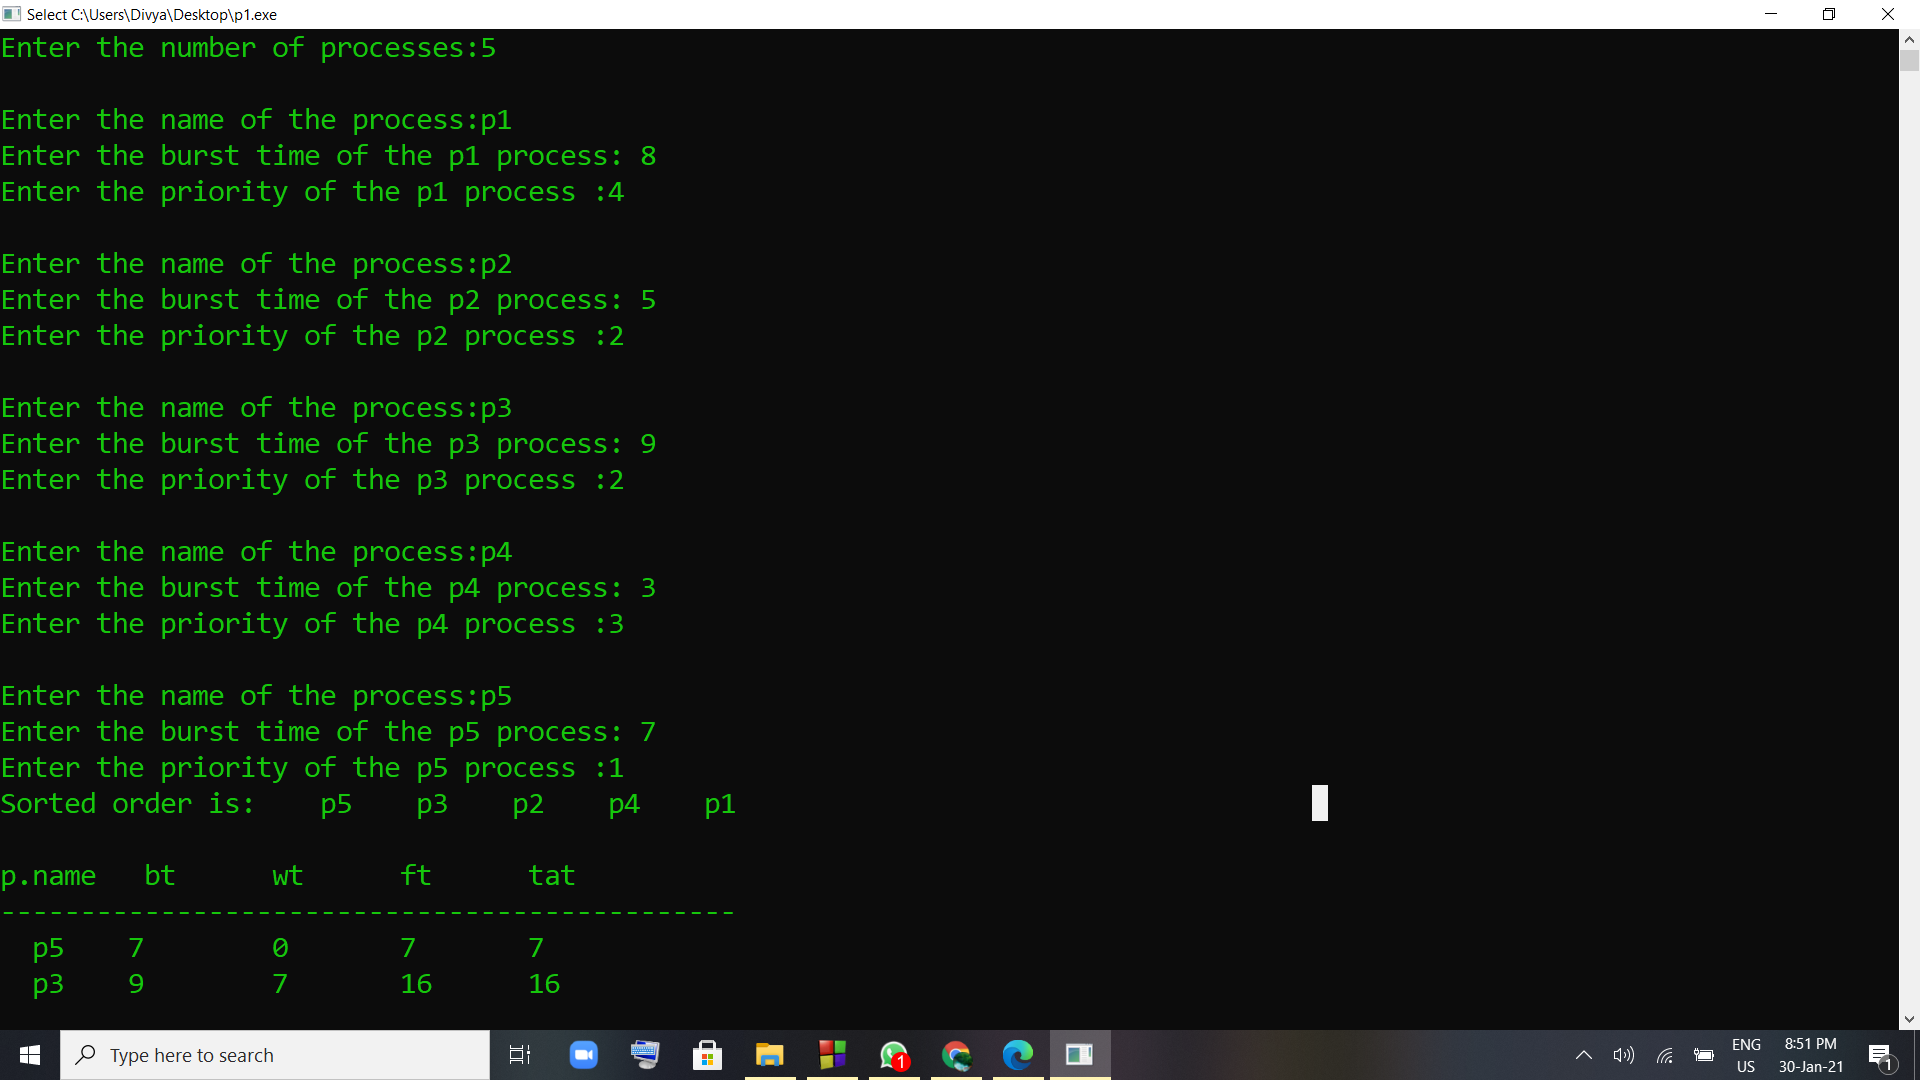 Select C:\Users\Divya\Desktop\p1.exe
Enter the number of processes:5
Enter the name of the process:p1
Enter the burst time of the p1 process: 8
Enter the priority of the p1 process :4
Enter the name of the process:p2
Enter the burst time of the p2 process: 5
Enter the priority of the p2 process :2
Enter the name of the process:p3
Enter the burst time of the p3 process: 9
Enter the priority of the p3 process :2
Enter the name of the process:p4
Enter the burst time of the p4 process: 3
Enter the priority of the p4 process :3
Enter the name of the process:p5
Enter the burst time of the p5 process: 7
Enter the priority of the p5 process :1
Sorted order is: p5 p3 p2 p4 p1
p.name bt wt ft tat
----------------------------------------------
p5 7 0 7 7
p3 9 7 16 16
Type here to search
1
ENG
US
8:51 PM
30-Jan-21
1